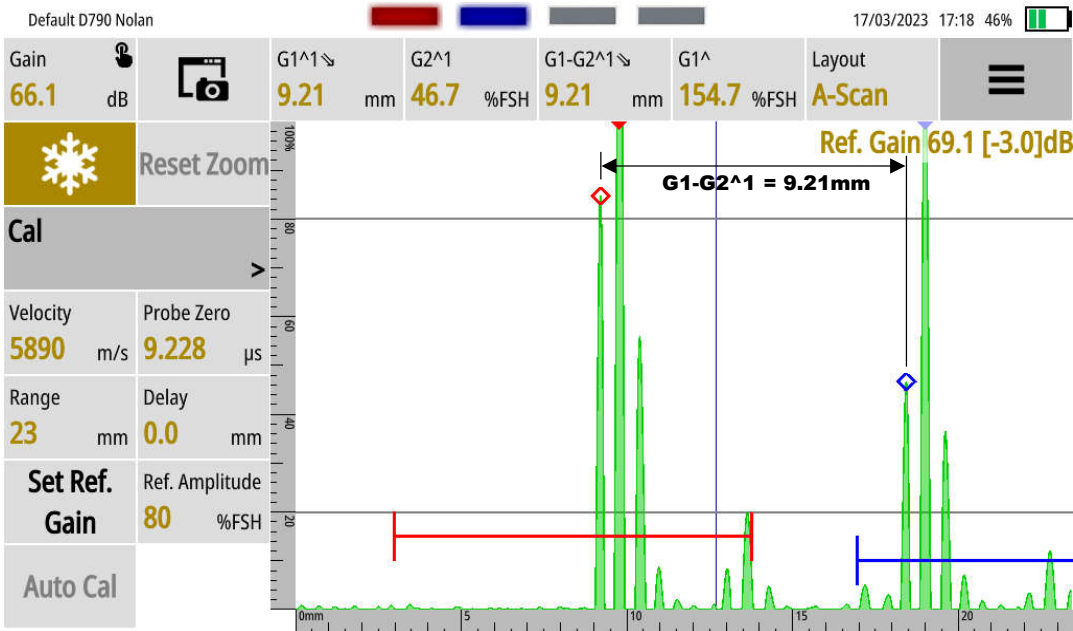 Default D790 Nolan
17/03/2023 17:18 46%
Gain
66.1 dB
G1^1⇘
9.21 mm
G2^1
46.7 %FSH
G1-G2^1⇘
9.21 mm
G1^
154.7 %FSH
Layout
A-Scan
Reset Zoom
Ref. Gain 69.1 [-3.0]dB
G1-G2^1 = 9.21mm
Cal
>
Velocity
5890 m/s
Probe Zero
9.228 µs
Range
23 mm
Delay
0.0 mm
Set Ref.
Gain
Ref. Amplitude
80 %FSH
Auto Cal
100%
80
60
40
20
0mm
5
10
15
20